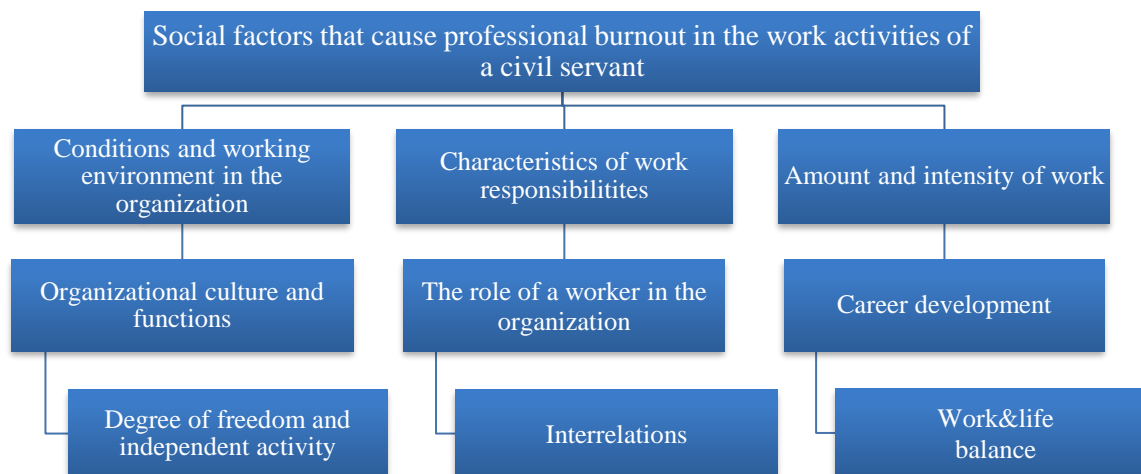 Social factors that cause professional burnout in the work activities of
a civil servant
Conditions and working
environment in the
organization
Characteristics of work
responsibilitites
Amount and intensity of work
Organizational culture and
functions
The role of a worker in the
organization
Career development
Degree of freedom and
independent activity
Interrelations
Work&life
balance